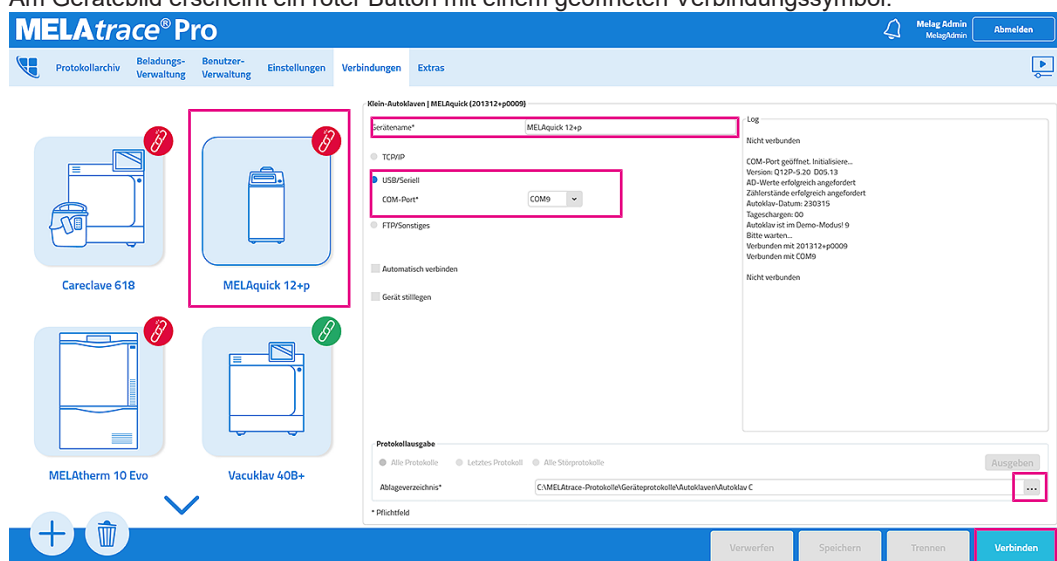 Am Gerätebild erscheint ein roter Button mit einem geöffneten Verbindungssymbol.
MELAtrace® Pro
Melag Admin
MelagAdmin
Abmelden
Protokollarchiv
Beladungs-
Verwaltung
Benutzer-
Verwaltung
Einstellungen
Verbindungen
Extras
Careclave 618
MELAquick 12+p
MELAtherm 10 Evo
Vacuklav 40B+
Klein-Autoklaven | MELAquick (201312+p0009)
Gerätename*
MELAquick 12+p
TCP/IP
USB/Seriell
COM-Port*
COM9
FTP/Sonstiges
Automatisch verbinden
Gerät stilllegen
Log
Nicht verbunden
COM-Port geöffnet. Initialisiere...
Version: Q12P-5.20 D05.13
AD-Werte erfolgreich angefordert
Zählerstände erfolgreich angefordert
Autoklav-Datum: 230315
Tageschargen: 00
Autoklav ist im Demo-Modus! 9
Bitte warten...
Verbunden mit 201312+p0009
Verbunden mit COM9
Nicht verbunden
Protokollausgabe
Alle Protokolle
Letztes Protokoll
Alle Störprotokolle
Ausgeben
Ablageverzeichnis*
C:\MELAtrace-Protokolle\Geräteprotokolle\Autoklaven\Autoklav C
...
* Pflichtfeld
Verwerfen
Speichern
Trennen
Verbinden